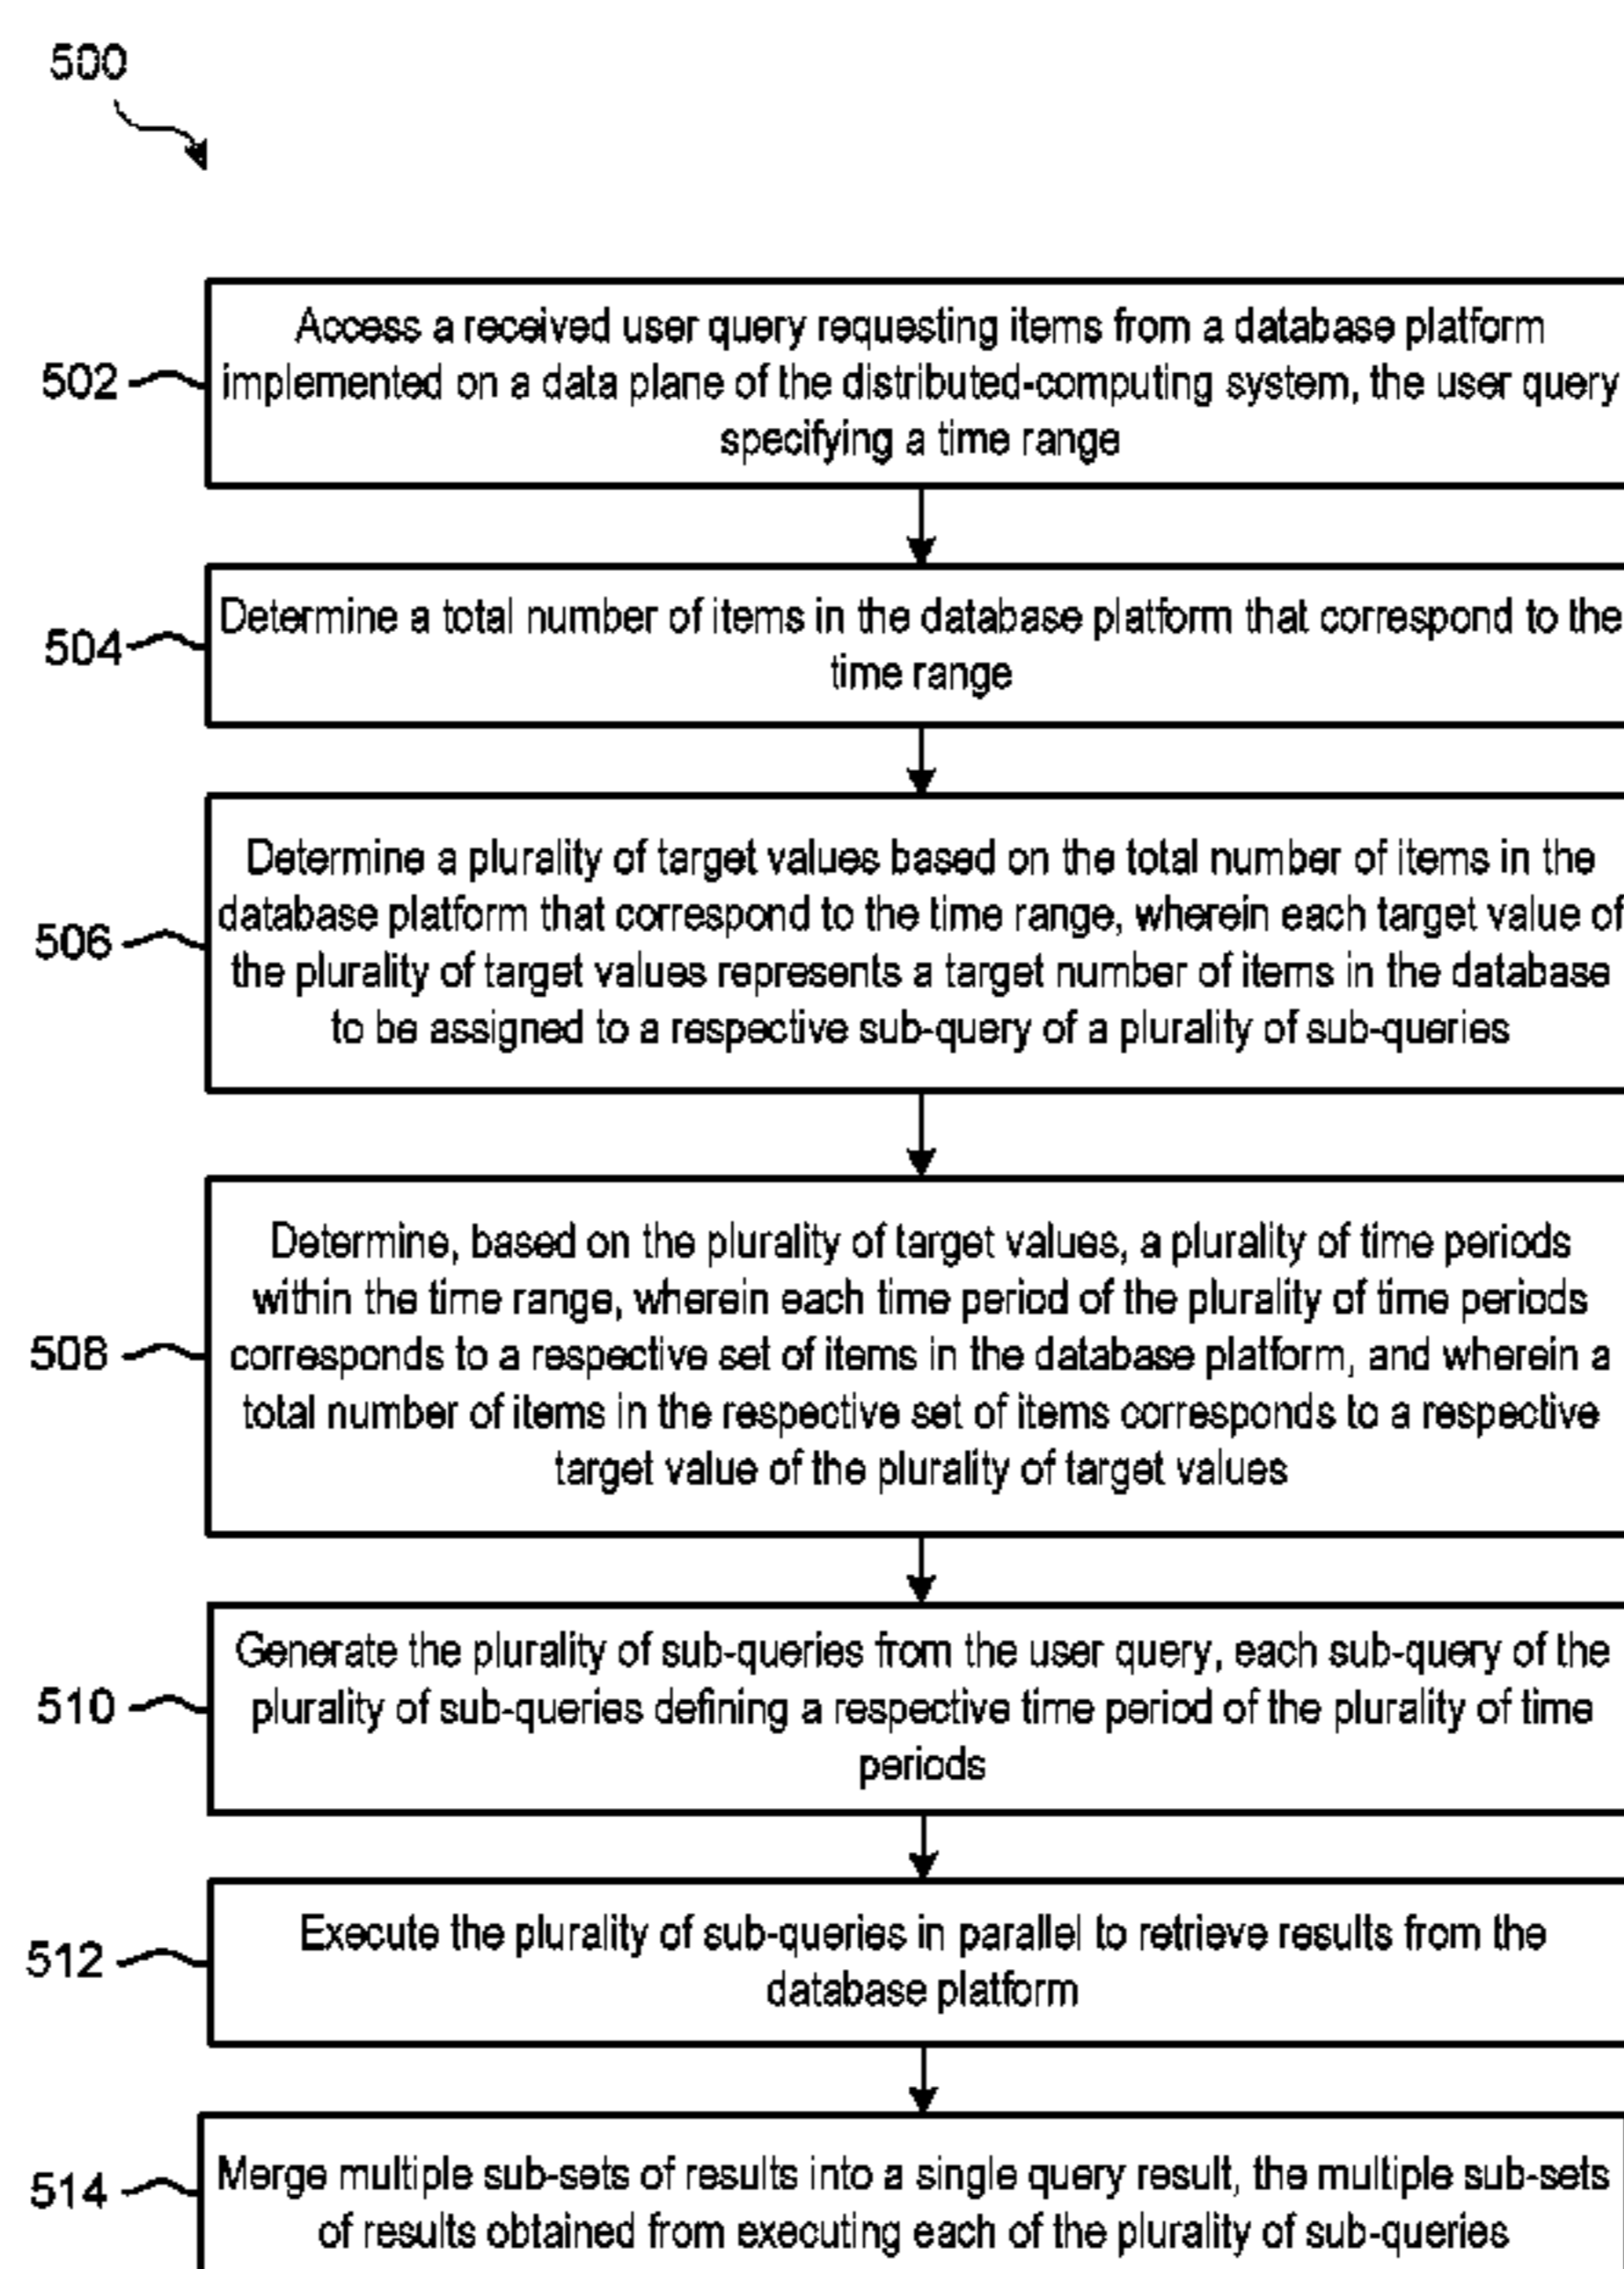 500
502
Access a received user query requesting items from a database platform
implemented on a data plane of the distributed-computing system, the user query
specifying a time range
504
Determine a total number of items in the database platform that correspond to the
time range
506
Determine a plurality of target values based on the total number of items in the
database platform that correspond to the time range, wherein each target value of
the plurality of target values represents a target number of items in the database
to be assigned to a respective sub-query of a plurality of sub-queries
508
Determine, based on the plurality of target values, a plurality of time periods
within the time range, wherein each time period of the plurality of time periods
corresponds to a respective set of items in the database platform, and wherein a
total number of items in the respective set of items corresponds to a respective
target value of the plurality of target values
510
Generate the plurality of sub-queries from the user query, each sub-query of the
plurality of sub-queries defining a respective time period of the plurality of time
periods
512
Execute the plurality of sub-queries in parallel to retrieve results from the
database platform
514
Merge multiple sub-sets of results into a single query result, the multiple sub-sets
of results obtained from executing each of the plurality of sub-queries